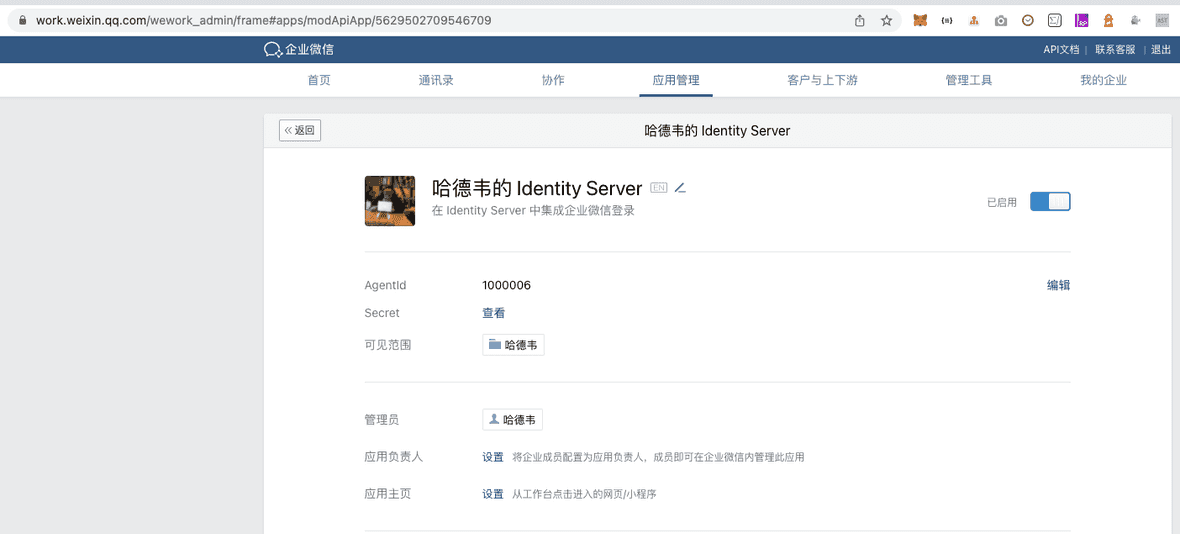 work.weixin.qq.com/wework_admin/frame#apps/modApiApp/5629502709546709
企业微信 API文档 | 联系客服 | 退出
首页 通讯录 协作 应用管理 客户与上下游 管理工具 我的企业
返回 哈德韦的 Identity Server
哈德韦的 Identity Server EN
在 Identity Server 中集成企业微信登录
已启用
AgentId 1000006 编辑
Secret 查看
可见范围 哈德韦
管理员 哈德韦
应用负责人 设置 将企业成员配置为应用负责人，成员即可在企业微信内管理此应用
应用主页 设置 从工作台点击进入的网页/小程序